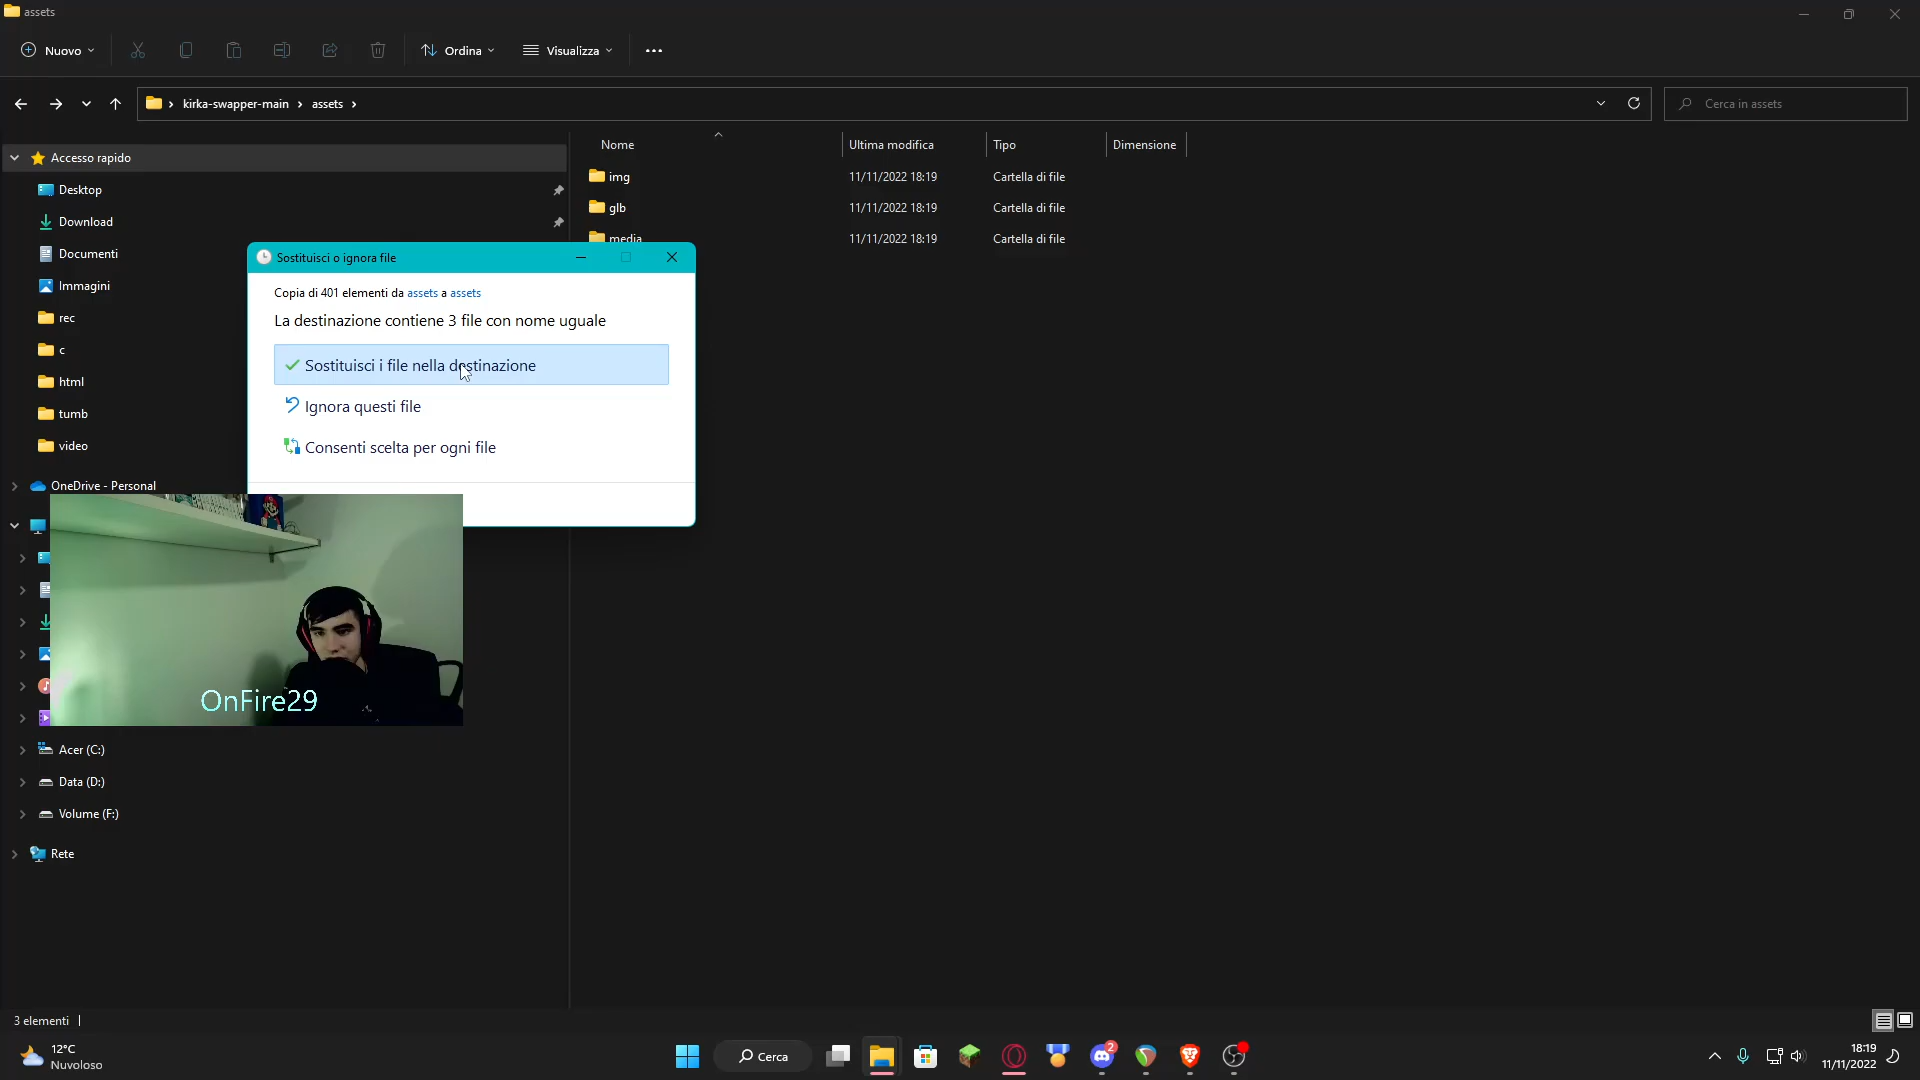 assets
Nuovo
Ordina
Visualizza
kirka-swapper-main
assets
Cerca in assets
Nome
Ultima modifica
Tipo
Dimensione
Accesso rapido
Desktop
Download
Documenti
Immagini
rec
c
html
tumb
video
OneDrive - Personal
img
11/11/2022 18:19
Cartella di file
glb
11/11/2022 18:19
Cartella di file
media
11/11/2022 18:19
Cartella di file
Sostituisci o ignora file
Copia di 401 elementi da assets a assets
La destinazione contiene 3 file con nome uguale
Sostituisci i file nella destinazione
Ignora questi file
Consenti scelta per ogni file
OnFire29
Acer (C:)
Data (D:)
Volume (F:)
Rete
3 elementi
12°C
Nuvoloso
Cerca
2
18:19
11/11/2022